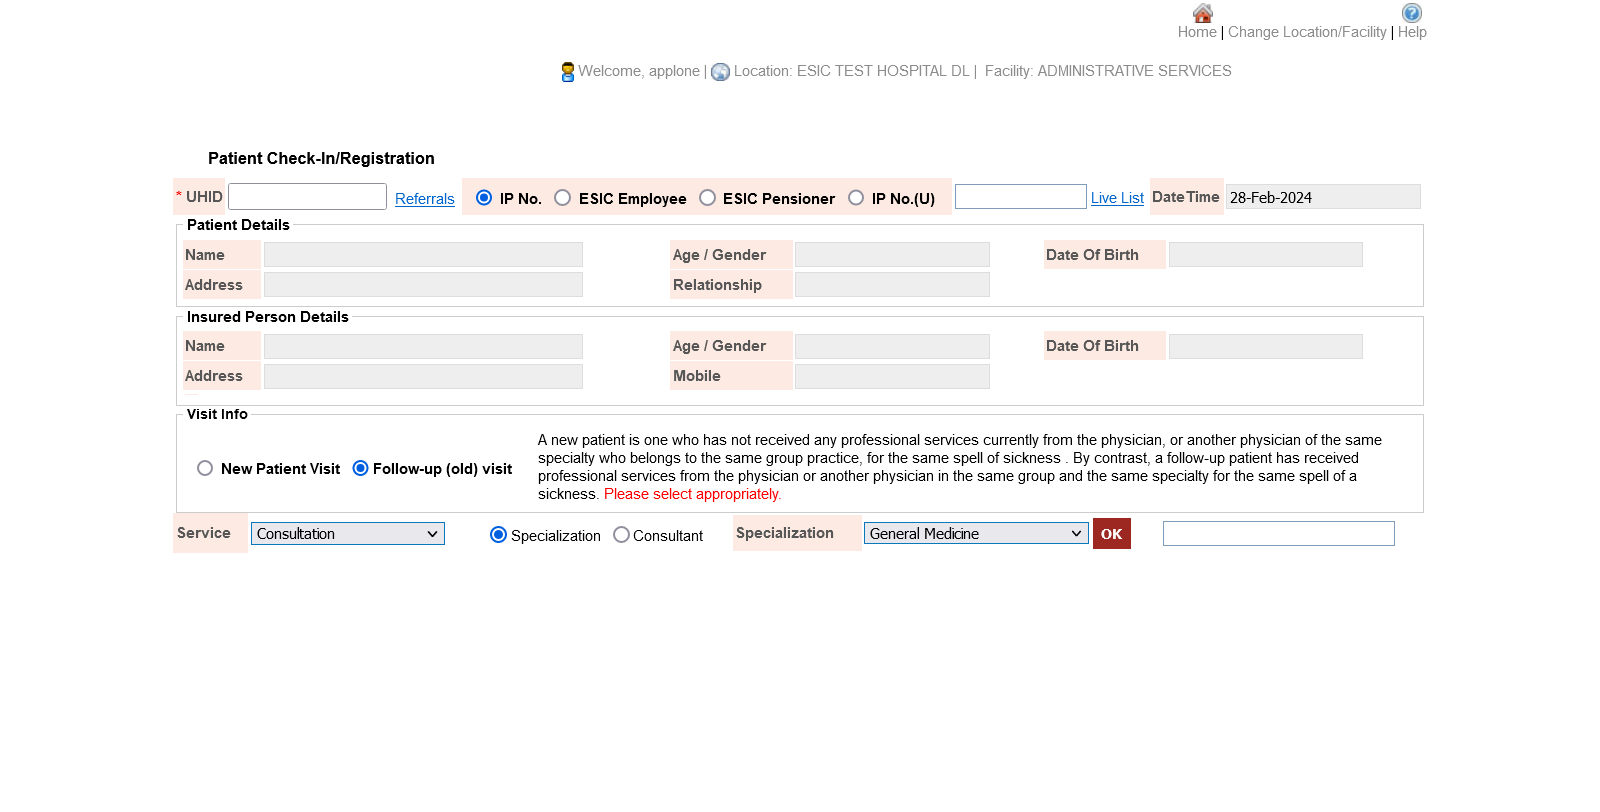 Home | Change Location/Facility | Help
Welcome, applone | Location: ESIC TEST HOSPITAL DL | Facility: ADMINISTRATIVE SERVICES
Patient Check-In/Registration
* UHID Referrals IP No. ESIC Employee ESIC Pensioner IP No.(U) Live List DateTime 28-Feb-2024
Patient Details
Name Age / Gender Date Of Birth
Address Relationship
Insured Person Details
Name Age / Gender Date Of Birth
Address Mobile
Visit Info
New Patient Visit Follow-up (old) visit
A new patient is one who has not received any professional services currently from the physician, or another physician of the same
specialty who belongs to the same group practice, for the same spell of sickness . By contrast, a follow-up patient has received
professional services from the physician or another physician in the same group and the same specialty for the same spell of a
sickness. Please select appropriately.
Service Consultation Specialization Consultant Specialization General Medicine OK